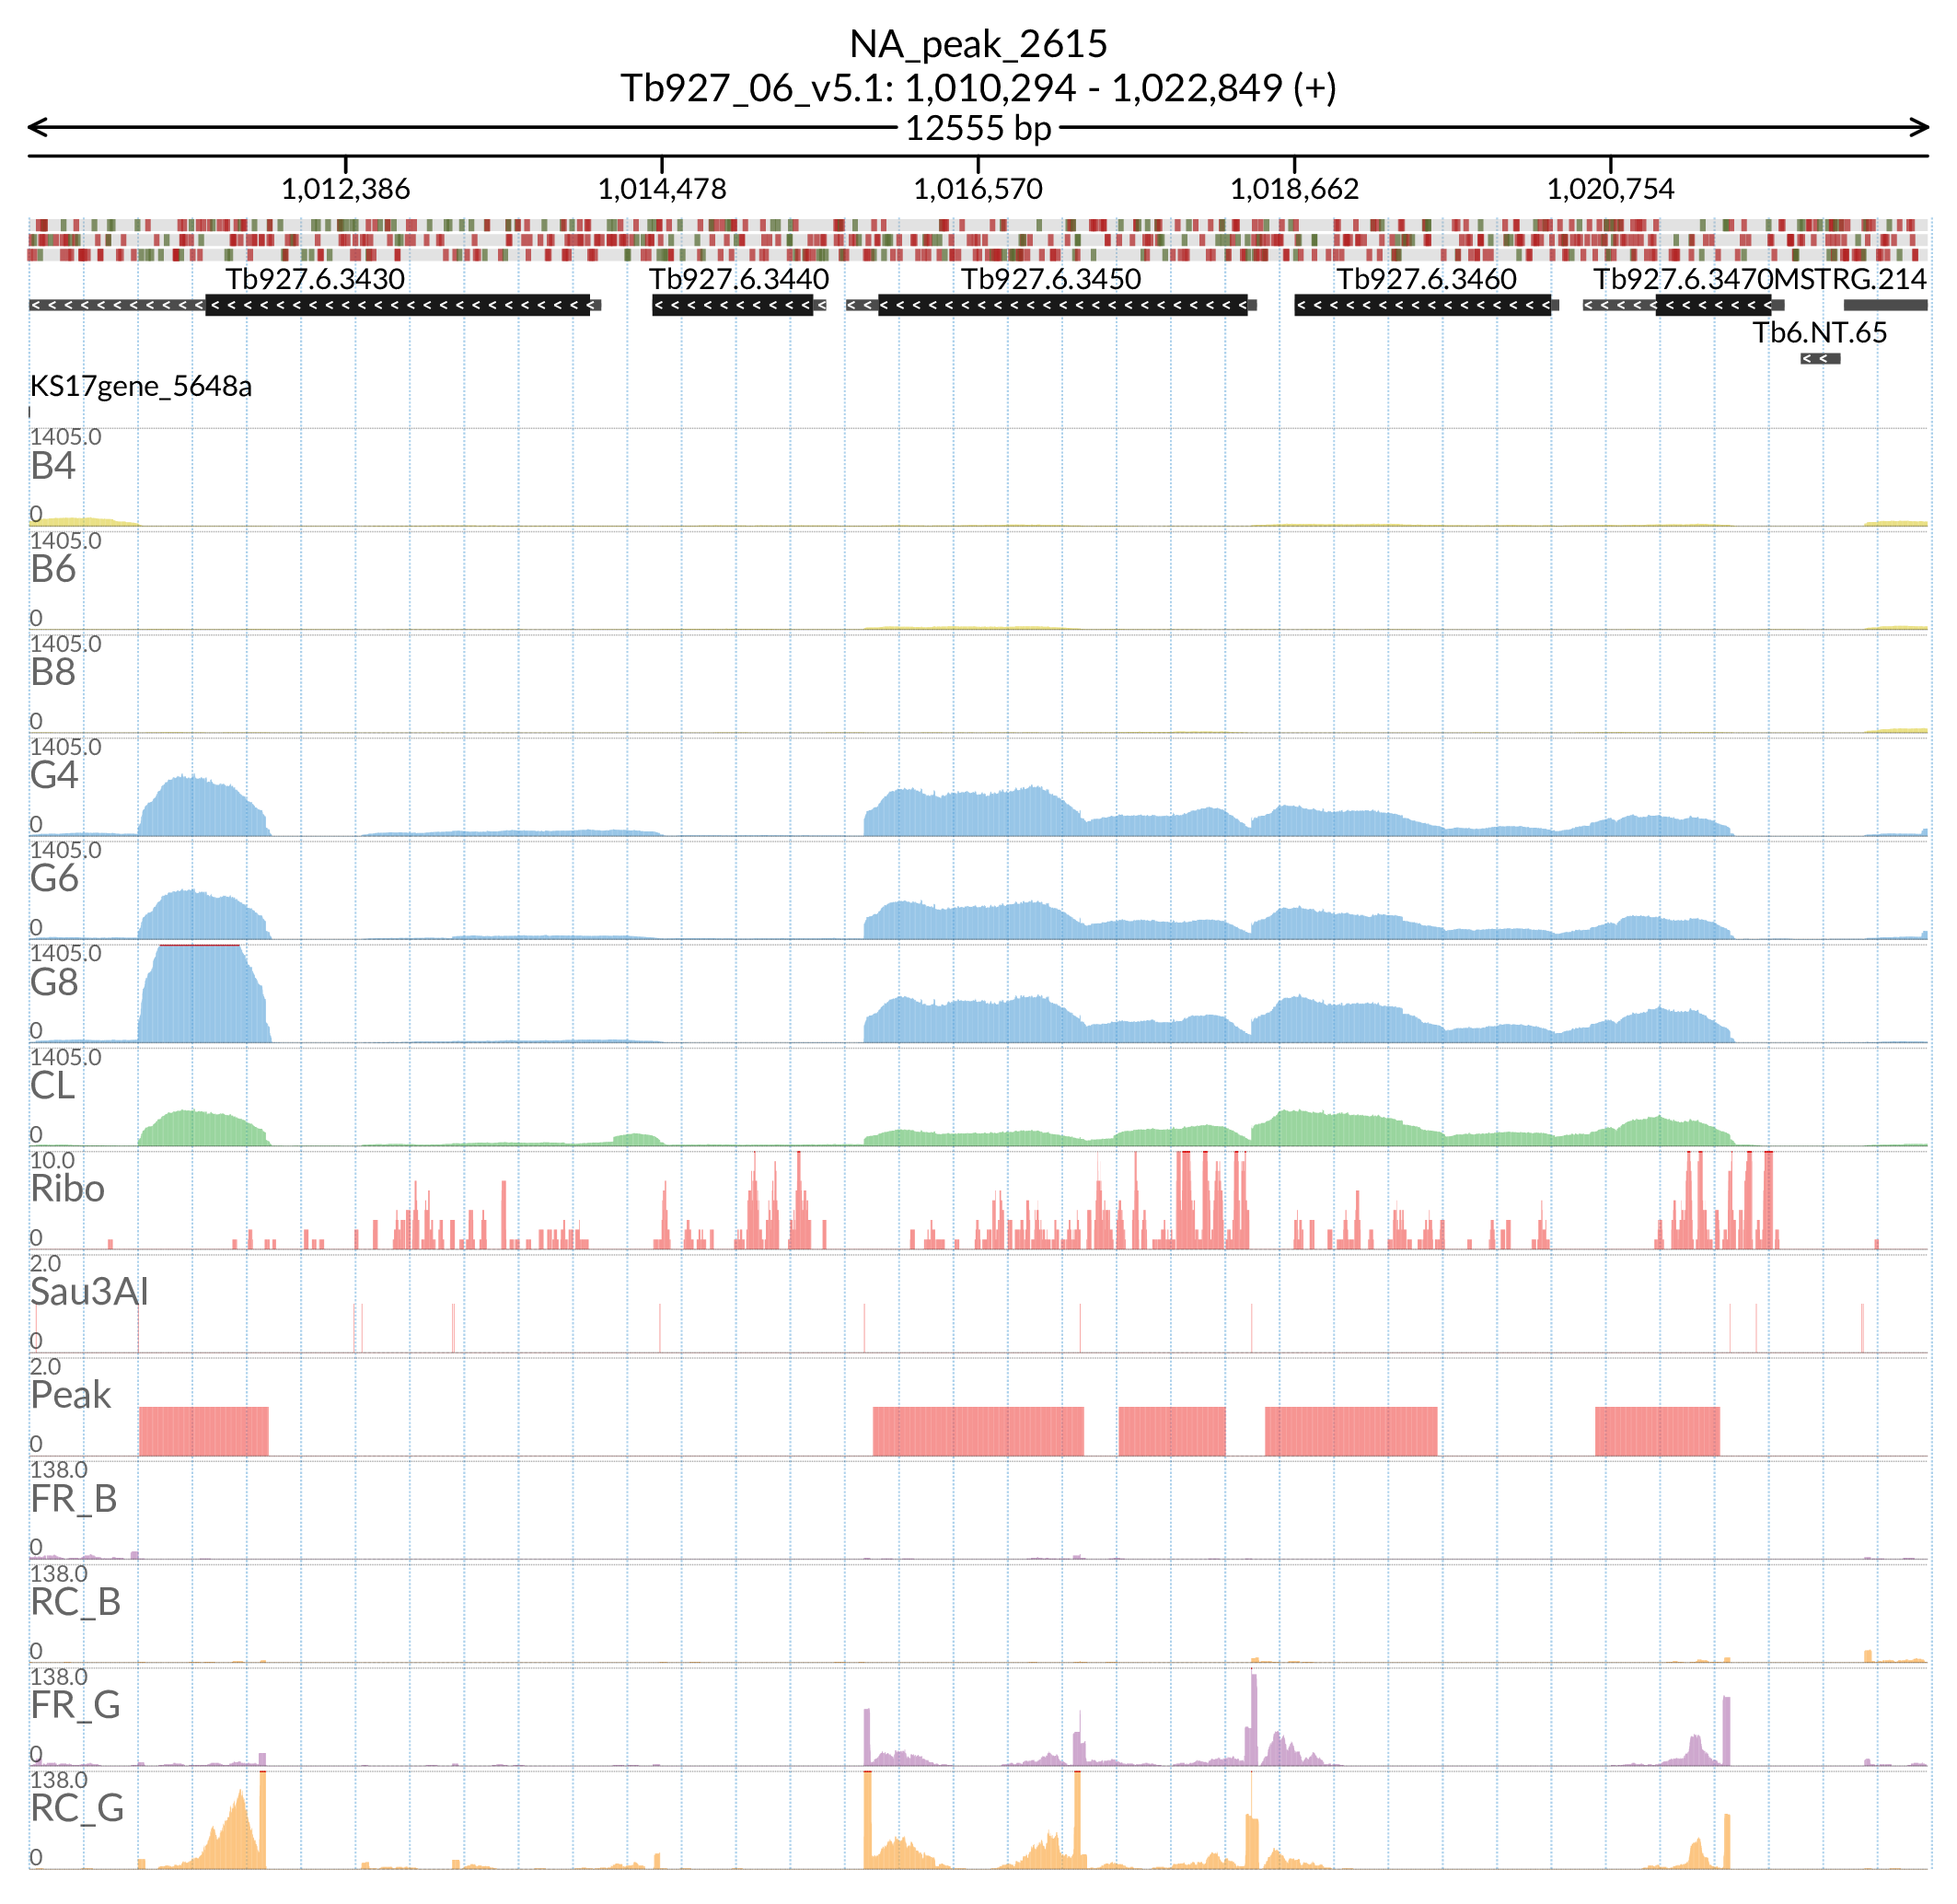 NA_peak_2615
Tb927_06_v5.1: 1,010,294 - 1,022,849 (+)
12555 bp
1,012,386 1,014,478 1,016,570 1,018,662 1,020,754
Tb927.6.3430 Tb927.6.3440 Tb927.6.3450 Tb927.6.3460 Tb927.6.3470 MSTRG.214
Tb6.NT.65
KS17gene_5648a
1405.0
B4
0
1405.0
B6
0
1405.0
B8
0
1405.0
G4
0
1405.0
G6
0
1405.0
G8
0
1405.0
CL
0
10.0
Ribo
0
2.0
Sau3AI
0
2.0
Peak
0
138.0
FR_B
0
138.0
RC_B
0
138.0
FR_G
0
138.0
RC_G
0